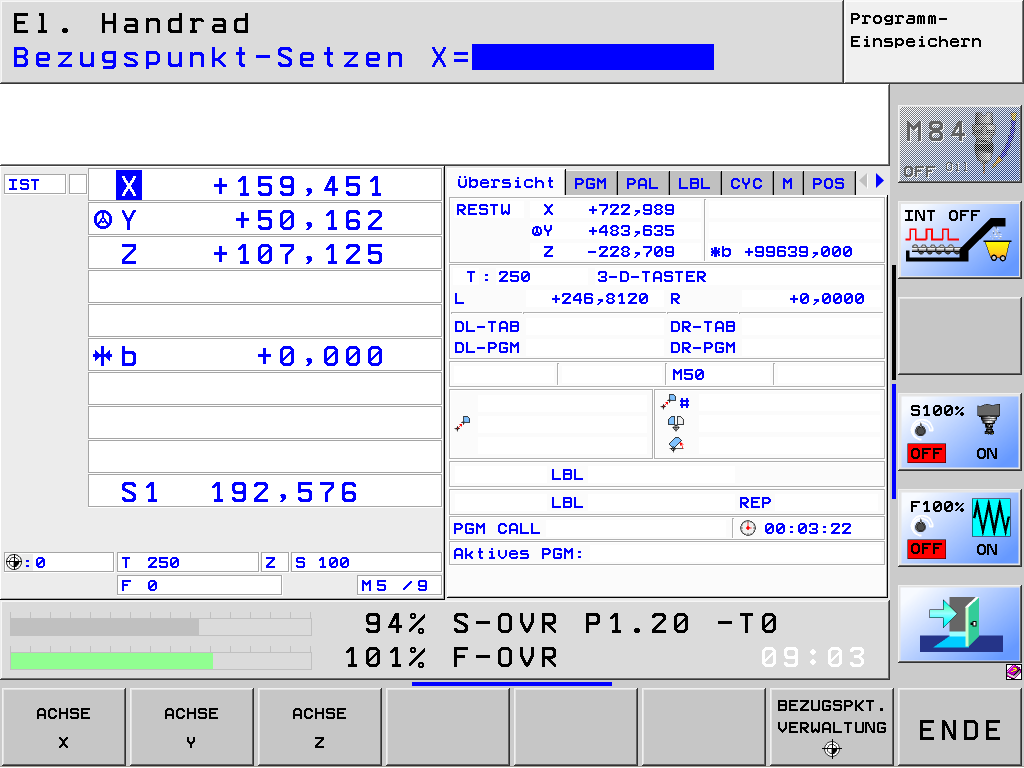 El. Handrad
Bezugspunkt-Setzen X=
Programm-
Einspeichern
IST X +159,451
Y +50,162
Z +107,125
b +0,000
S1 192,576
:0 T 250 Z S 100
F 0 M5 /9
Übersicht PGM PAL LBL CYC M POS
RESTW X +722,989
Y +483,635
Z -228,709 *b +99639,000
T : 250 3-D-TASTER
L +246,8120 R +0,0000
DL-TAB DR-TAB
DL-PGM DR-PGM
M50
#
LBL
LBL REP
PGM CALL 00:03:22
Aktives PGM:
94% S-OVR P1.20 -T0
101% F-OVR 09:03
M84
OFF
INT OFF
S100%
OFF ON
F100%
OFF ON
ACHSE
X
ACHSE
Y
ACHSE
Z
BEZUGSPKT.
VERWALTUNG
ENDE